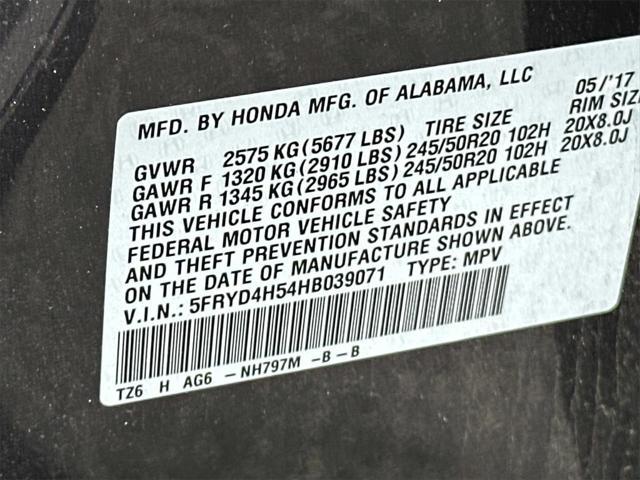 MFD. BY HONDA MFG. OF ALABAMA, LLC 05/'17
GVWR 2575 KG (5677 LBS) TIRE SIZE RIM SIZE
GAWR F 1320 KG (2910 LBS) 245/50R20 102H 20X8.0J
GAWR R 1345 KG (2965 LBS) 245/50R20 102H 20X8.0J
THIS VEHICLE CONFORMS TO ALL APPLICABLE
FEDERAL MOTOR VEHICLE SAFETY
AND THEFT PREVENTION STANDARDS IN EFFECT
ON THE DATE OF MANUFACTURE SHOWN ABOVE.
V.I.N.: 5FRYD4H54HB039071 TYPE: MPV
TZ6 H AG6 - NH797M - B - B